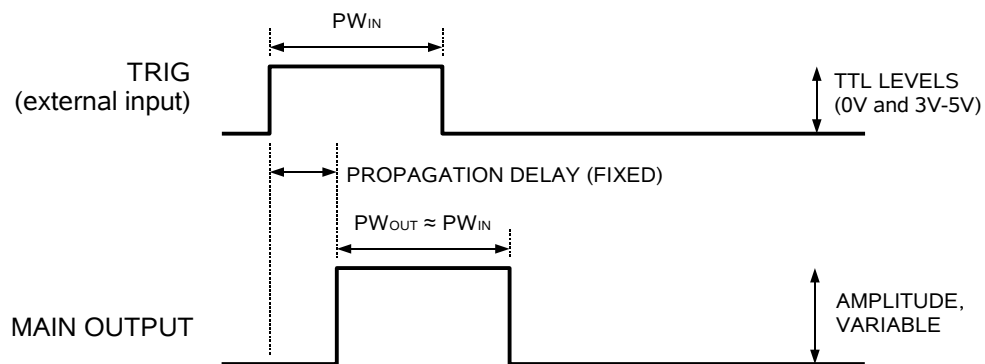 PWIN
TRIG
(external input)
TTL LEVELS
(0V and 3V-5V)
PROPAGATION DELAY (FIXED)
PWOUT ≈ PWIN
MAIN OUTPUT
AMPLITUDE,
VARIABLE